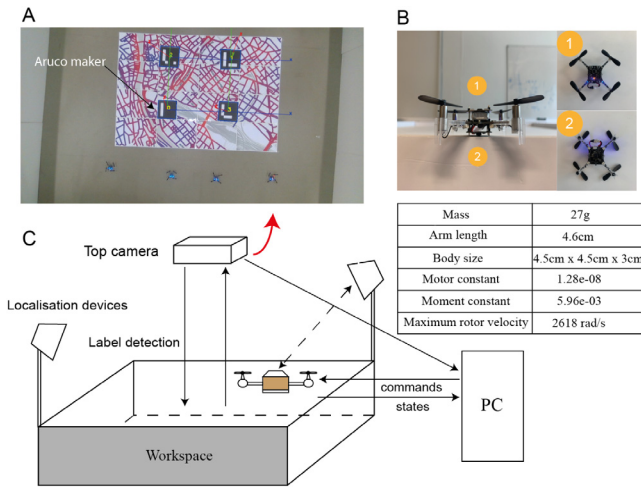 A
Aruco maker
B
1
2
1
2
Mass 27g
Arm length 4.6cm
Body size 4.5cm x 4.5cm x 3cm
Motor constant 1.28e-08
Moment constant 5.96e-03
Maximum rotor velocity 2618 rad/s
C
Top camera
Localisation devices
Label detection
commands
states
PC
Workspace